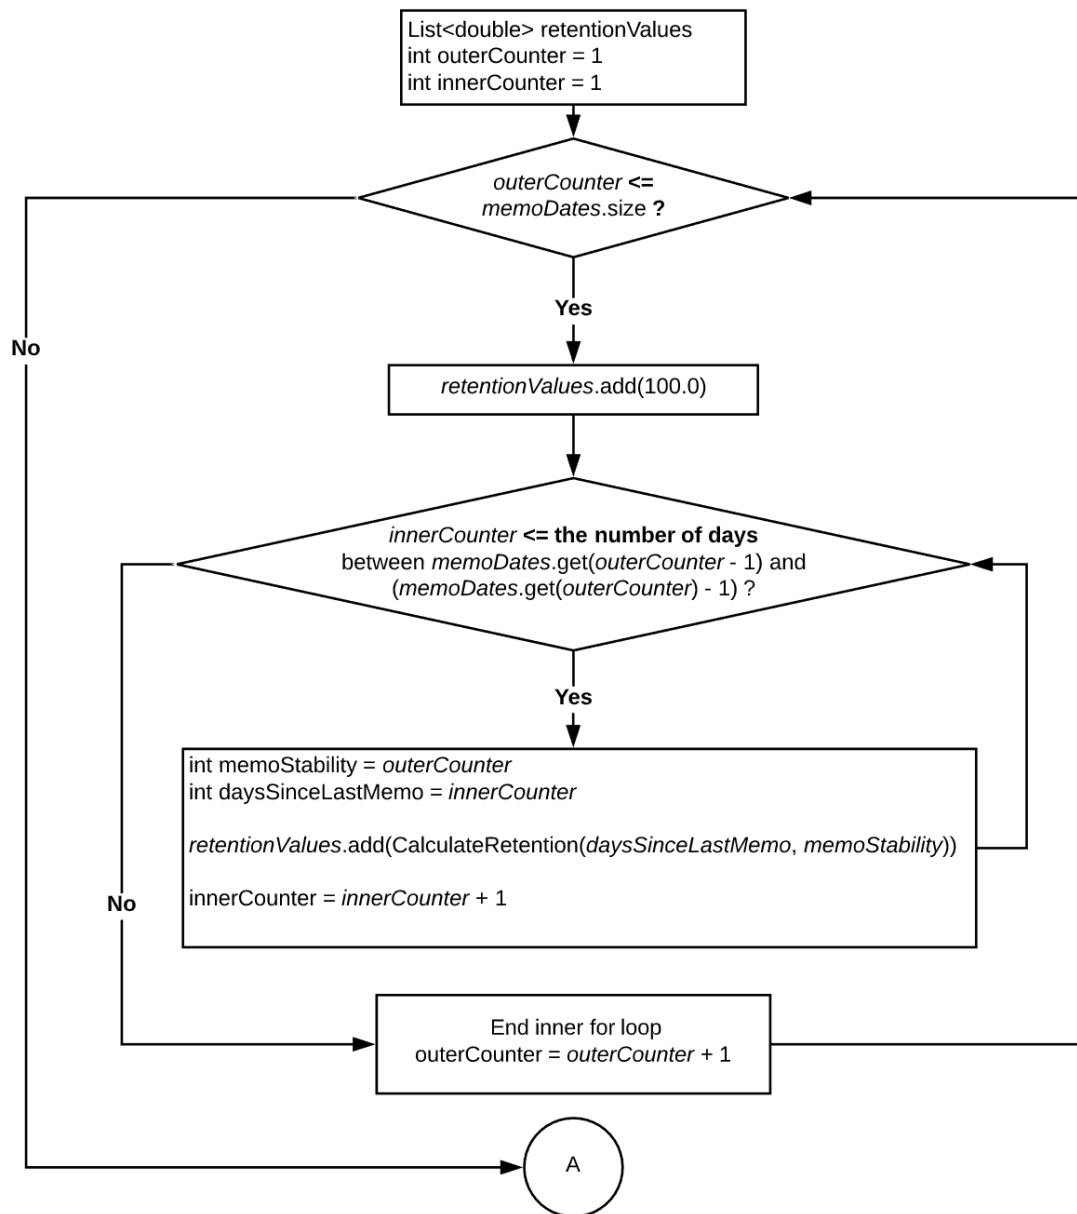 List<double> retentionValues
int outerCounter = 1
int innerCounter = 1
outerCounter <=
memoDates.size ?
Yes
No
retentionValues.add(100.0)
innerCounter <= the number of days
between memoDates.get(outerCounter - 1) and
(memoDates.get(outerCounter) - 1) ?
Yes
int memoStability = outerCounter
int daysSinceLastMemo = innerCounter
retentionValues.add(CalculateRetention(daysSinceLastMemo, memoStability))
innerCounter = innerCounter + 1
No
End inner for loop
outerCounter = outerCounter + 1
A